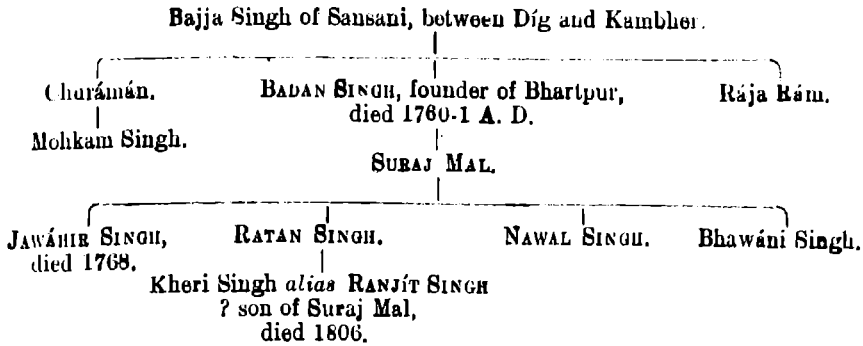 Bajja Singh of Sansani, between Díg and Kambher.
Churámán. BADAN SINGH, founder of Bhartpur, Rája Rám.
died 1760-1 A. D.
Mohkam Singh.
SURAJ MAL.
JAWÁHIR SINGH, RATAN SINGH. NAWAL SINGH. Bhawáni Singh.
died 1768.
Kheri Singh alias RANJÍT SINGH
? son of Suraj Mal,
died 1806.